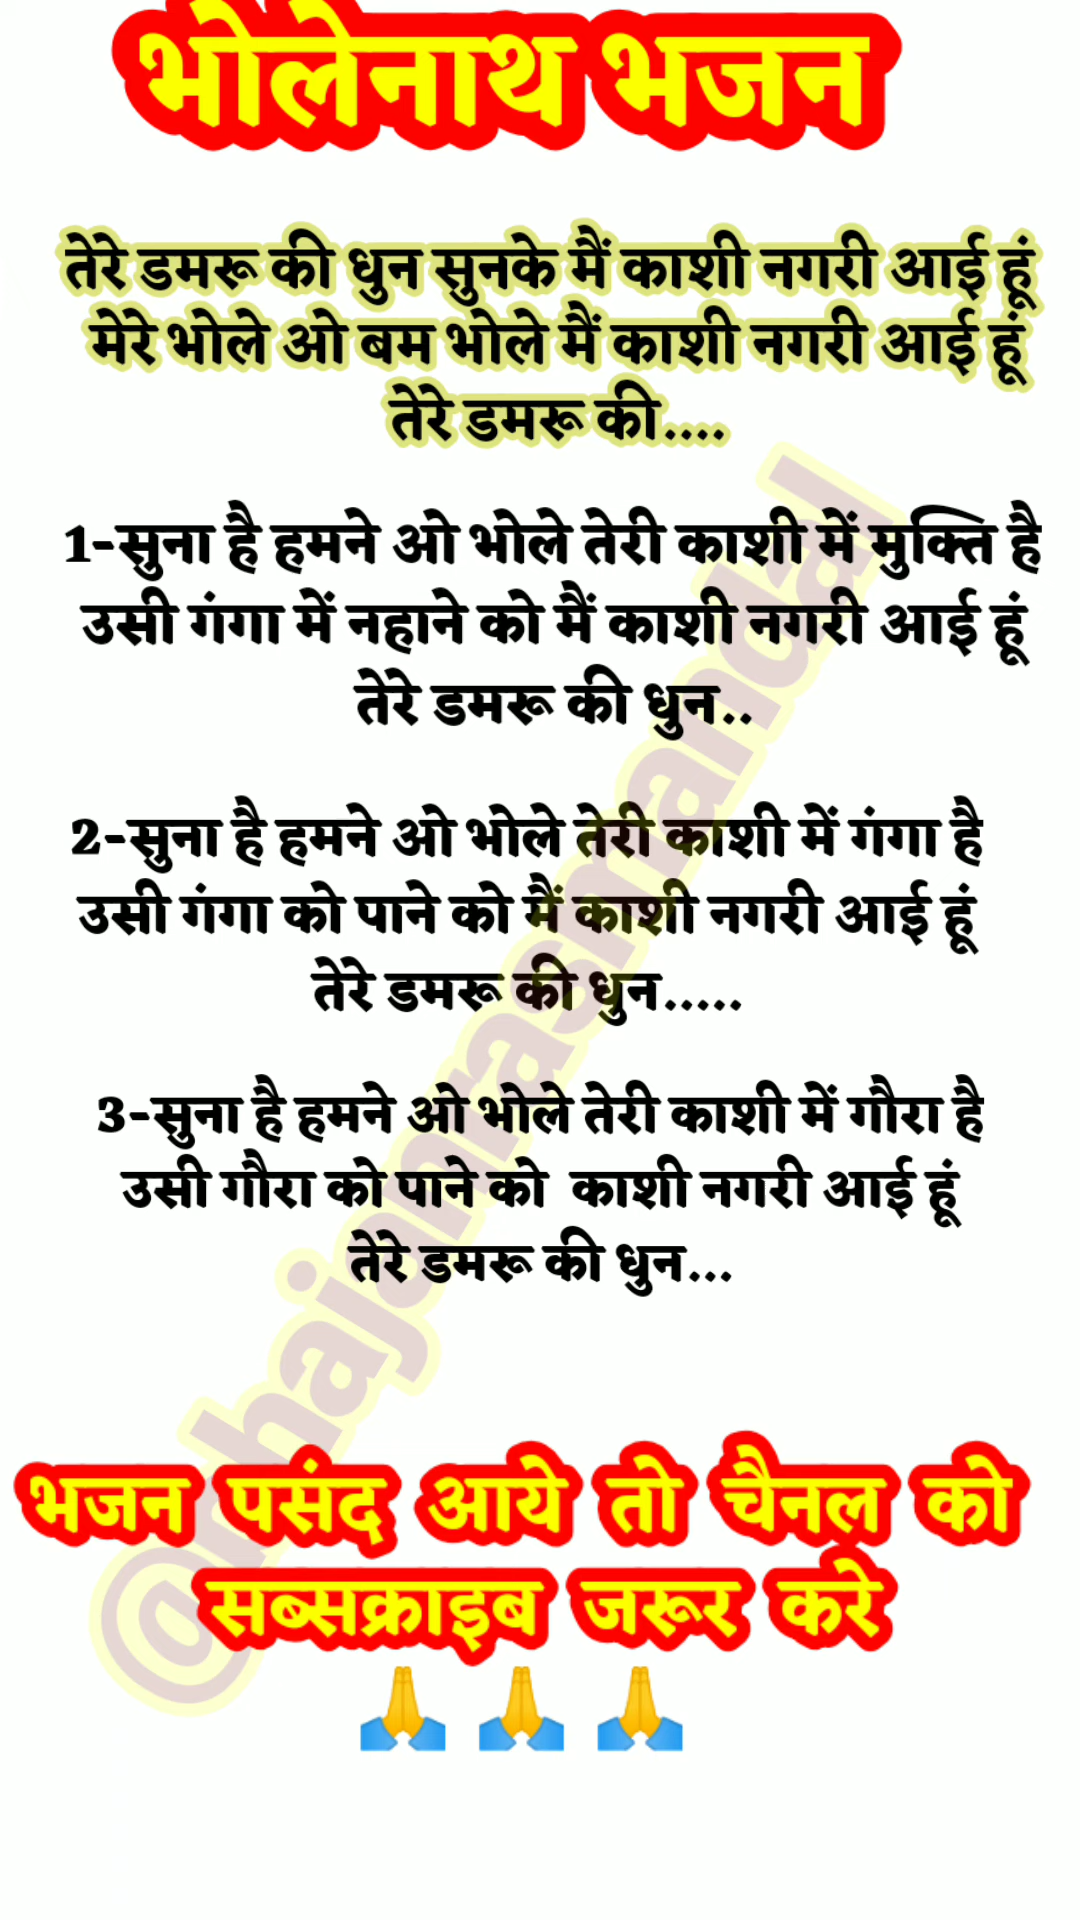 भोलेनाथ भजन
तेरे डमरू की धुन सुनके मैं काशी नगरी आई हूं
मेरे भोले ओ बम भोले मैं काशी नगरी आई हूं
तेरे डमरू की....
1-सुना है हमने ओ भोले तेरी काशी में मुक्ति है
उसी गंगा में नहाने को मैं काशी नगरी आई हूं
तेरे डमरू की धुन..
2-सुना है हमने ओ भोले तेरी काशी में गंगा है
उसी गंगा को पाने को मैं काशी नगरी आई हूं
तेरे डमरू की धुन.....
3-सुना है हमने ओ भोले तेरी काशी में गौरा है
उसी गौरा को पाने को काशी नगरी आई हूं
तेरे डमरू की धुन...
@bhajanrasmandal
भजन पसंद आये तो चैनल को
सब्सक्राइब जरूर करे
🙏 🙏 🙏